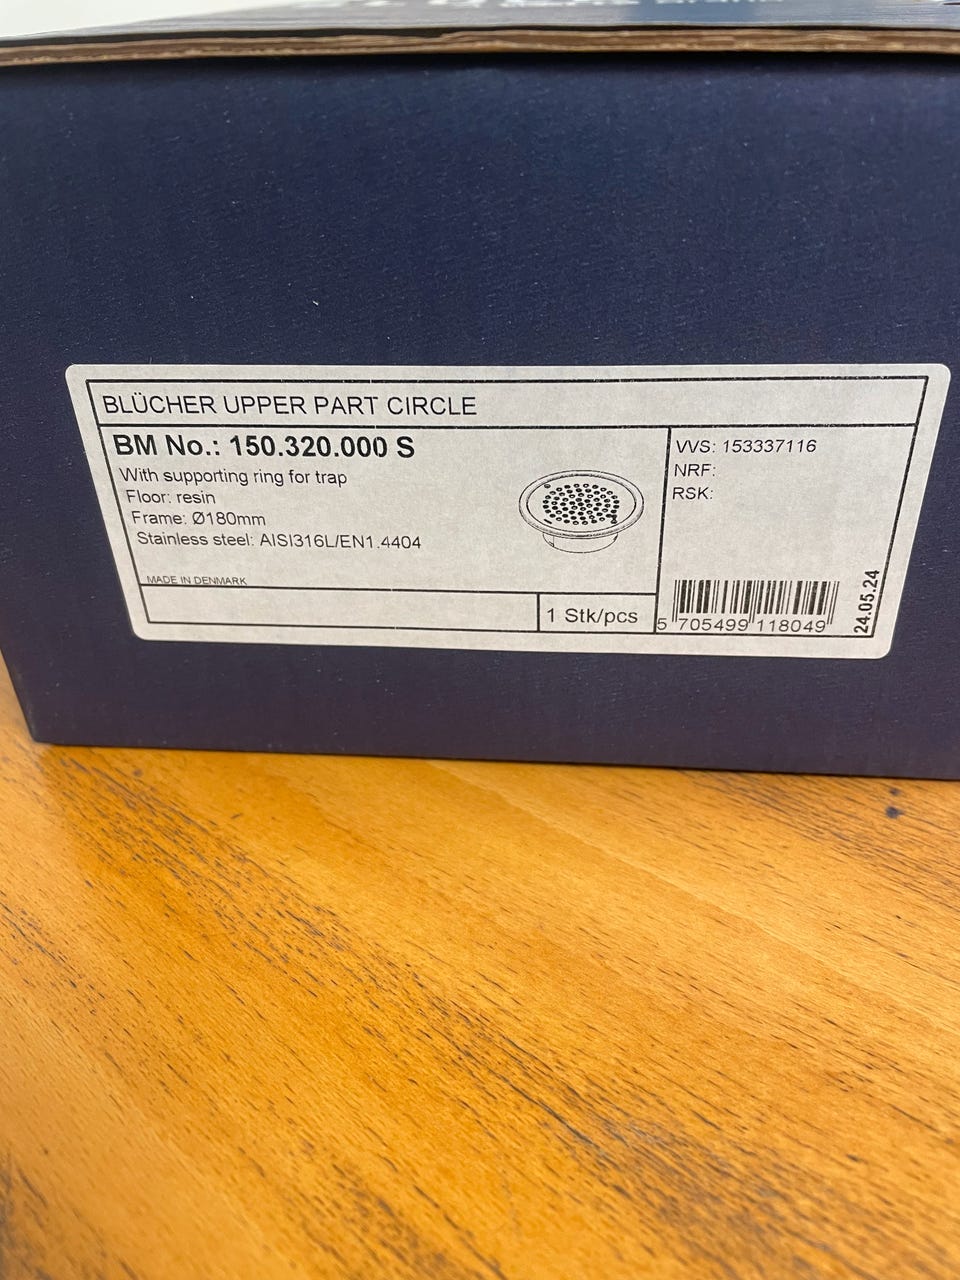 BLÜCHER UPPER PART CIRCLE
BM No.: 150.320.000 S
With supporting ring for trap
Floor: resin
Frame: Ø180mm
Stainless steel: AISI316L/EN1.4404
MADE IN DENMARK
1 Stk/pcs
VVS: 153337116
NRF:
RSK:
5 705499 118049
24.05.24